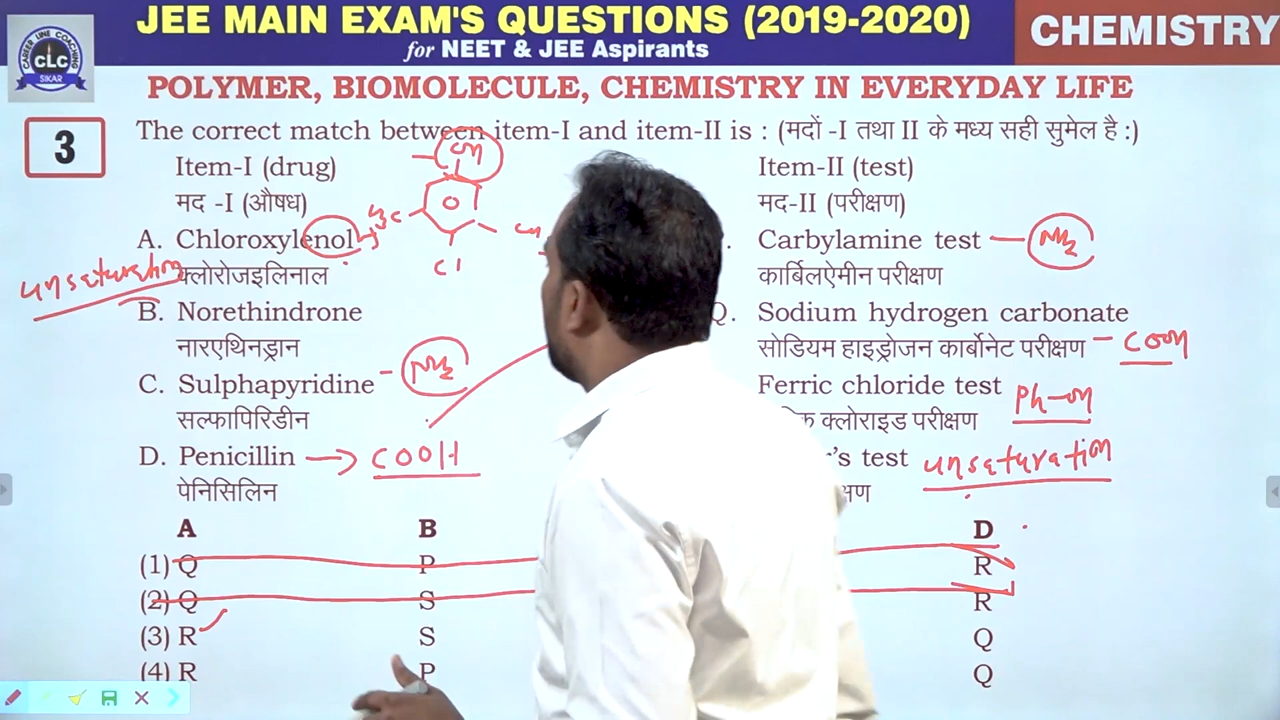 JEE MAIN EXAM'S QUESTIONS (2019-2020)
for NEET & JEE Aspirants
CHEMISTRY
CAREER LINE COACHING
CLC
SIKAR
POLYMER, BIOMOLECULE, CHEMISTRY IN EVERYDAY LIFE
3
The correct match between item-I and item-II is : (मदों -I तथा II के मध्य सही सुमेल है :)
OH
Item-I (drug) Item-II (test)
मद -I (औषध) मद-II (परीक्षण)
H3C
A. Chloroxylenol . Carbylamine test — NH2
Cl
unsaturation
क्लोरोजइलिनाल कार्बिलऐमीन परीक्षण
B. Norethindrone Q. Sodium hydrogen carbonate
नारएथिनड्रान सोडियम हाइड्रोजन कार्बोनेट परीक्षण – COOH
C. Sulphapyridine – NH2 Ferric chloride test Ph-OH
सल्फापिरिडीन क क्लोराइड परीक्षण
D. Penicillin → COOH r's test unsaturation
पेनिसिलिन क्षण
A B D
(1) Q P R
(2) Q S R
(3) R S Q
(4) R P Q